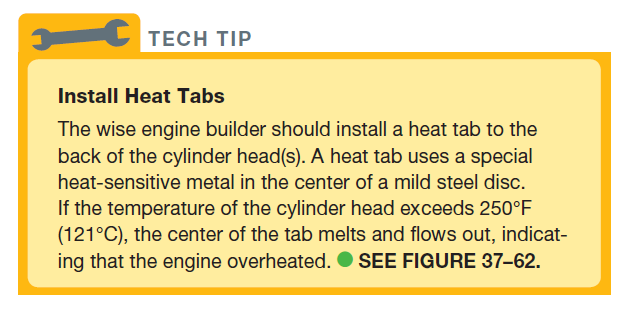 TECH TIP
Install Heat Tabs
The wise engine builder should install a heat tab to the
back of the cylinder head(s). A heat tab uses a special
heat-sensitive metal in the center of a mild steel disc.
If the temperature of the cylinder head exceeds 250°F
(121°C), the center of the tab melts and flows out, indicat-
ing that the engine overheated. ● SEE FIGURE 37–62.